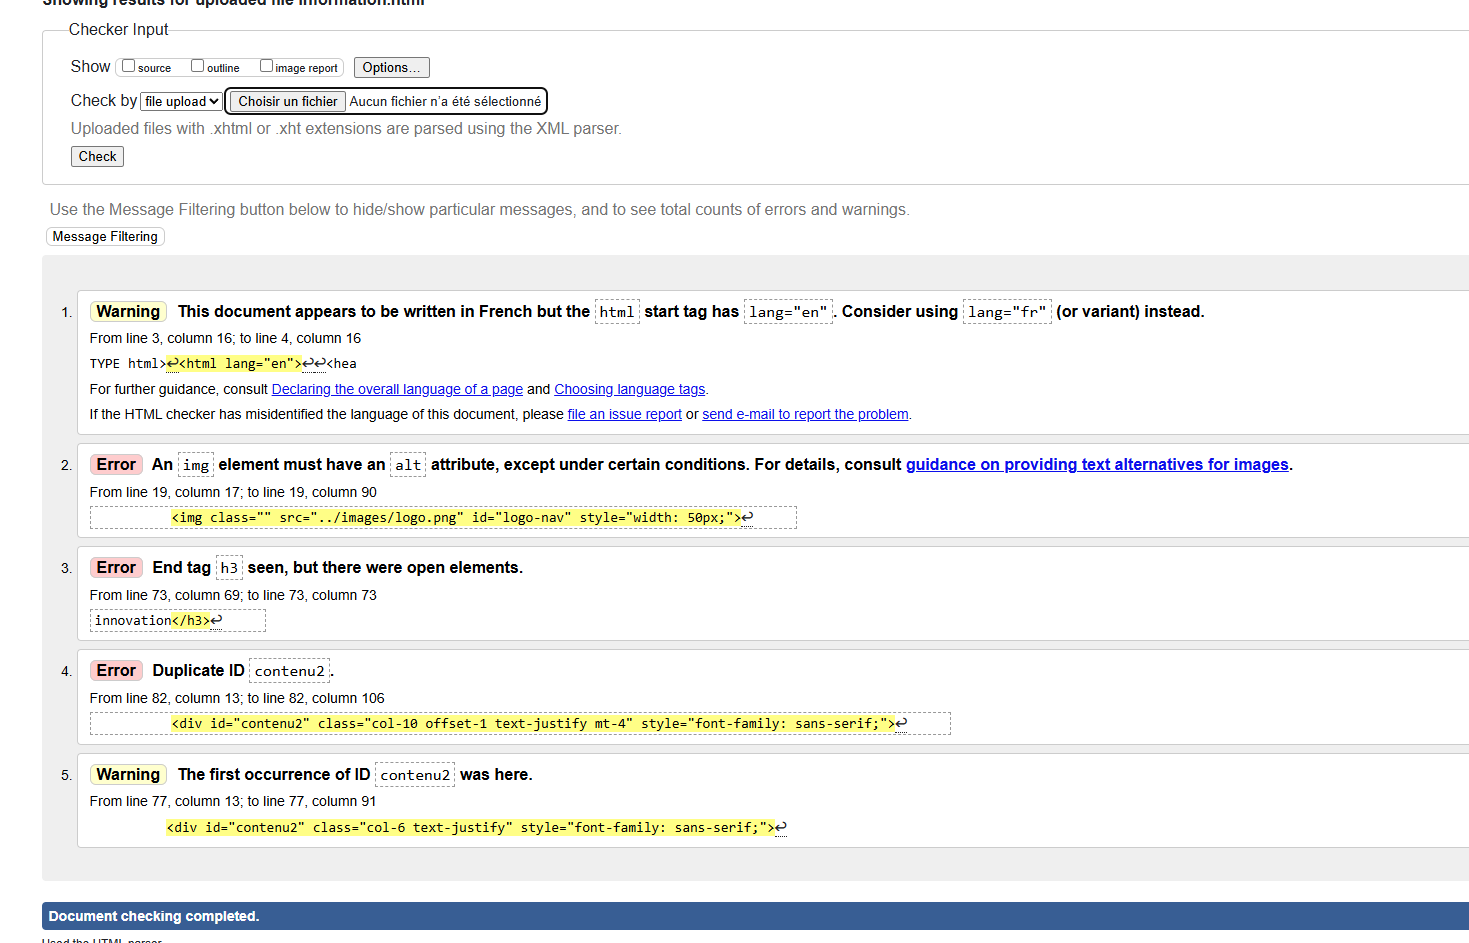 Showing results for uploaded file information.html
Checker Input
Show source outline image report Options...
Check by file upload Choisir un fichier Aucun fichier n'a été sélectionné
Uploaded files with .xhtml or .xht extensions are parsed using the XML parser.
Check
Use the Message Filtering button below to hide/show particular messages, and to see total counts of errors and warnings.
Message Filtering
1. Warning This document appears to be written in French but the html start tag has lang="en". Consider using lang="fr" (or variant) instead.
From line 3, column 16; to line 4, column 16
TYPE html>↩<html lang="en">↩↩<hea
For further guidance, consult Declaring the overall language of a page and Choosing language tags.
If the HTML checker has misidentified the language of this document, please file an issue report or send e-mail to report the problem.
2. Error An img element must have an alt attribute, except under certain conditions. For details, consult guidance on providing text alternatives for images.
From line 19, column 17; to line 19, column 90
<img class="" src="../images/logo.png" id="logo-nav" style="width: 50px;">↩
3. Error End tag h3 seen, but there were open elements.
From line 73, column 69; to line 73, column 73
innovation</h3>↩
4. Error Duplicate ID contenu2.
From line 82, column 13; to line 82, column 106
<div id="contenu2" class="col-10 offset-1 text-justify mt-4" style="font-family: sans-serif;">↩
5. Warning The first occurrence of ID contenu2 was here.
From line 77, column 13; to line 77, column 91
<div id="contenu2" class="col-6 text-justify" style="font-family: sans-serif;">↩
Document checking completed.
Used the HTML parser.